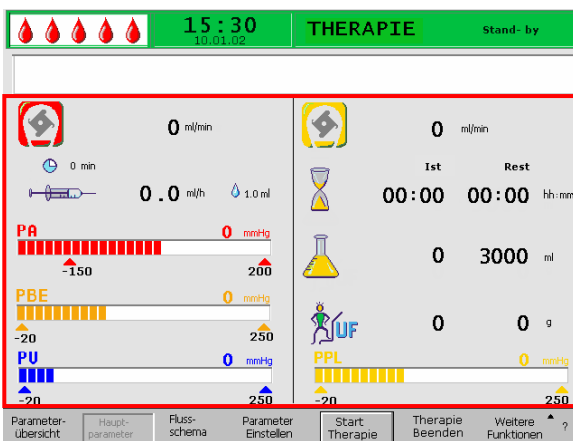 15:30 THERAPIE Stand- by
10.01.02
0 ml/min
0 min
0.0 ml/h 1.0 ml
PA 0 mmHg
-150 200
PBE 0 mmHg
-20 250
PV 0 mmHg
-20 250
0 ml/min
Ist Rest
00:00 00:00 hh:mm
0 3000 ml
UF 0 0 g
PPL 0 mmHg
-20 250
Parameter-
übersicht
Haupt-
parameter
Fluss-
schema
Parameter
Einstellen
Start
Therapie
Therapie
Beenden
Weitere
Funktionen
?